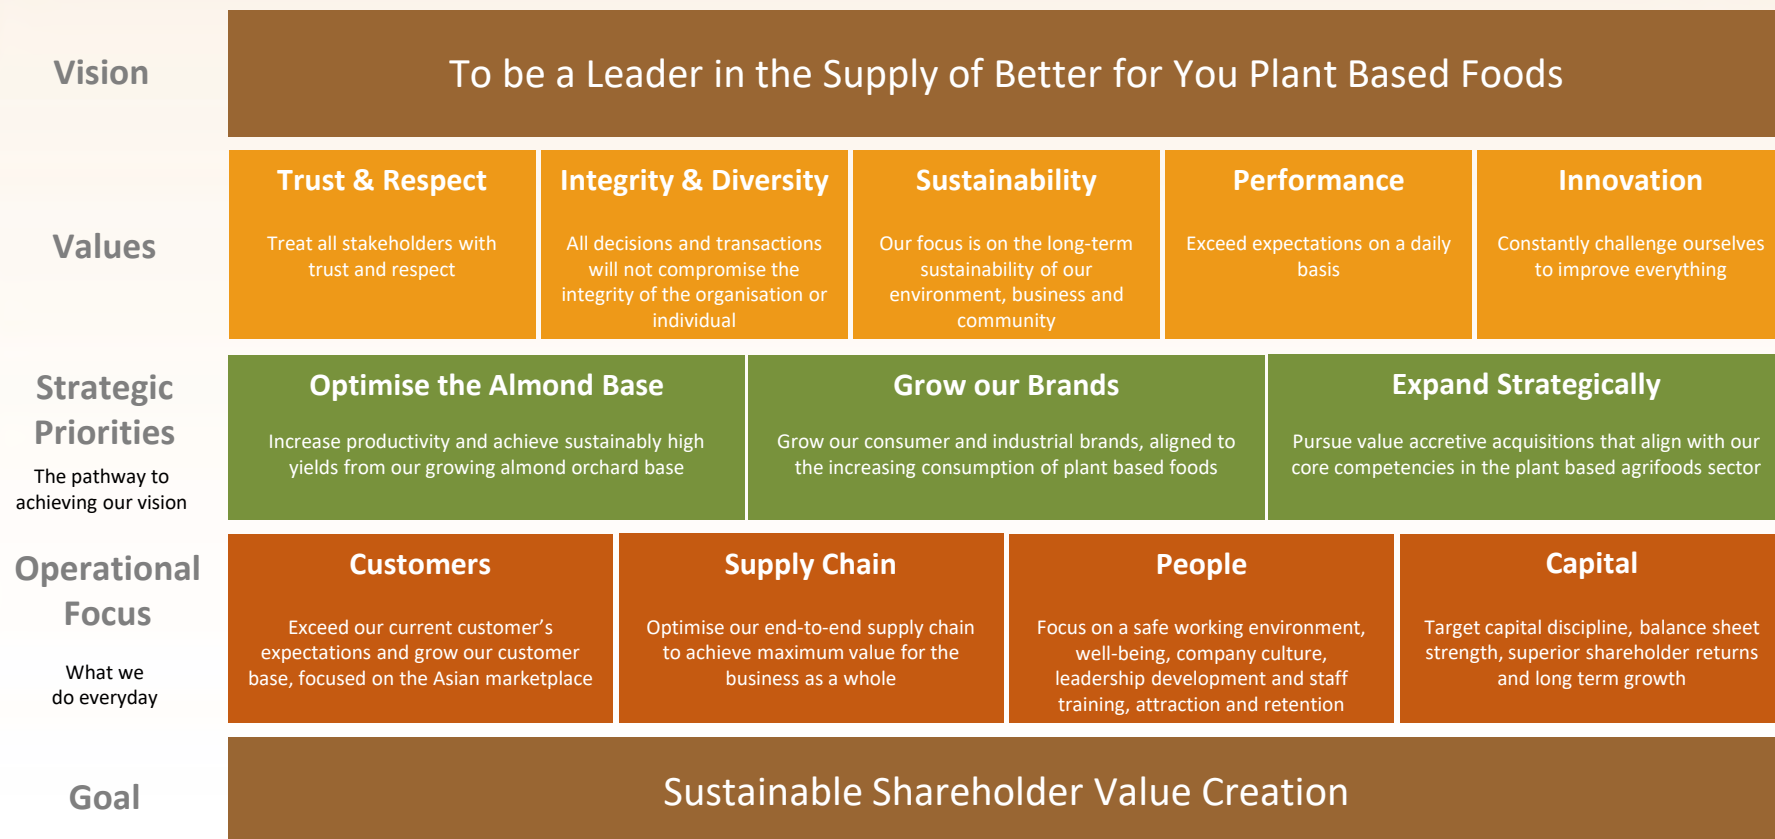 Vision
To be a Leader in the Supply of Better for You Plant Based Foods
Values
Trust & Respect
Treat all stakeholders with
trust and respect
Integrity & Diversity
All decisions and transactions
will not compromise the
integrity of the organisation or
individual
Sustainability
Our focus is on the long-term
sustainability of our
environment, business and
community
Performance
Exceed expectations on a daily
basis
Innovation
Constantly challenge ourselves
to improve everything
Strategic
Priorities
The pathway to
achieving our vision
Optimise the Almond Base
Increase productivity and achieve sustainably high
yields from our growing almond orchard base
Grow our Brands
Grow our consumer and industrial brands, aligned to
the increasing consumption of plant based foods
Expand Strategically
Pursue value accretive acquisitions that align with our
core competencies in the plant based agrifoods sector
Operational
Focus
What we
do everyday
Customers
Exceed our current customer’s
expectations and grow our customer
base, focused on the Asian marketplace
Supply Chain
Optimise our end-to-end supply chain
to achieve maximum value for the
business as a whole
People
Focus on a safe working environment,
well-being, company culture,
leadership development and staff
training, attraction and retention
Capital
Target capital discipline, balance sheet
strength, superior shareholder returns
and long term growth
Goal
Sustainable Shareholder Value Creation